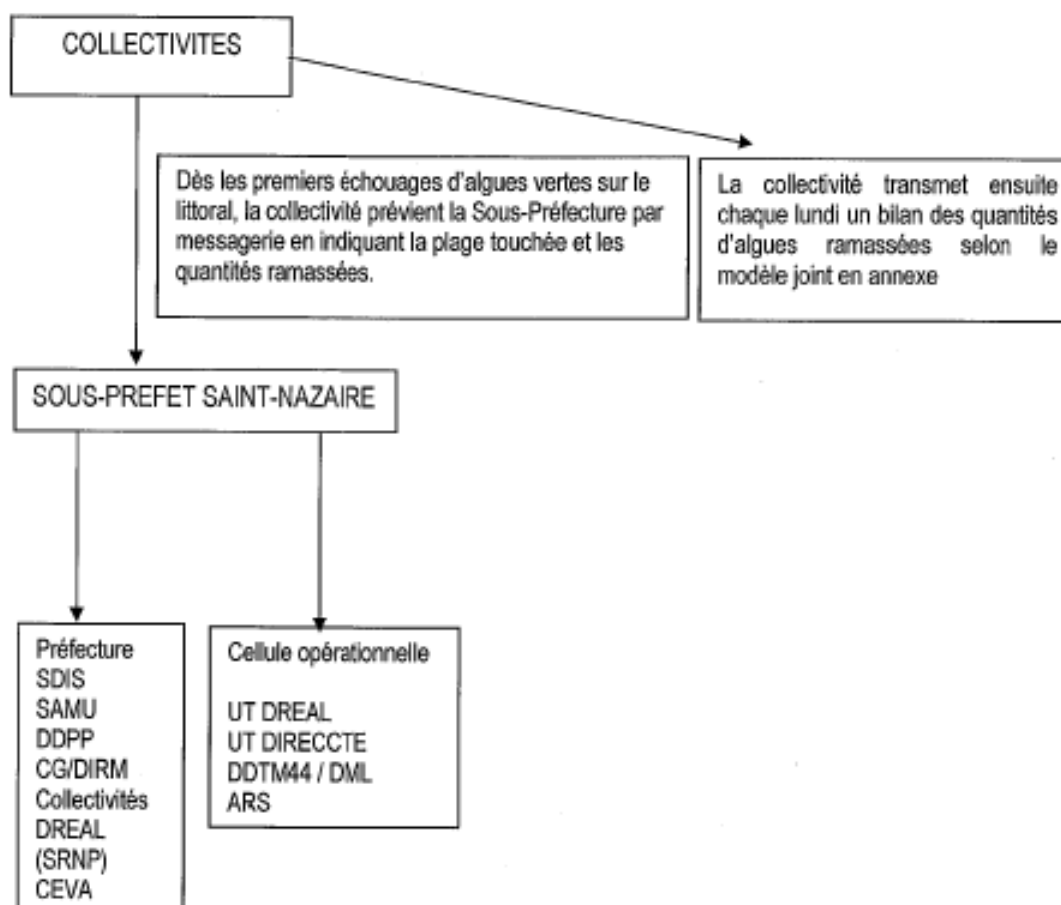 COLLECTIVITES
Dès les premiers échouages d'algues vertes sur le
littoral, la collectivité prévient la Sous-Préfecture par
messagerie en indiquant la plage touchée et les
quantités ramassées.
La collectivité transmet ensuite
chaque lundi un bilan des quantités
d'algues ramassées selon le
modèle joint en annexe
SOUS-PREFET SAINT-NAZAIRE
Préfecture
SDIS
SAMU
DDPP
CG/DIRM
Collectivités
DREAL
(SRNP)
CEVA
Cellule opérationnelle
UT DREAL
UT DIRECCTE
DDTM44 / DML
ARS